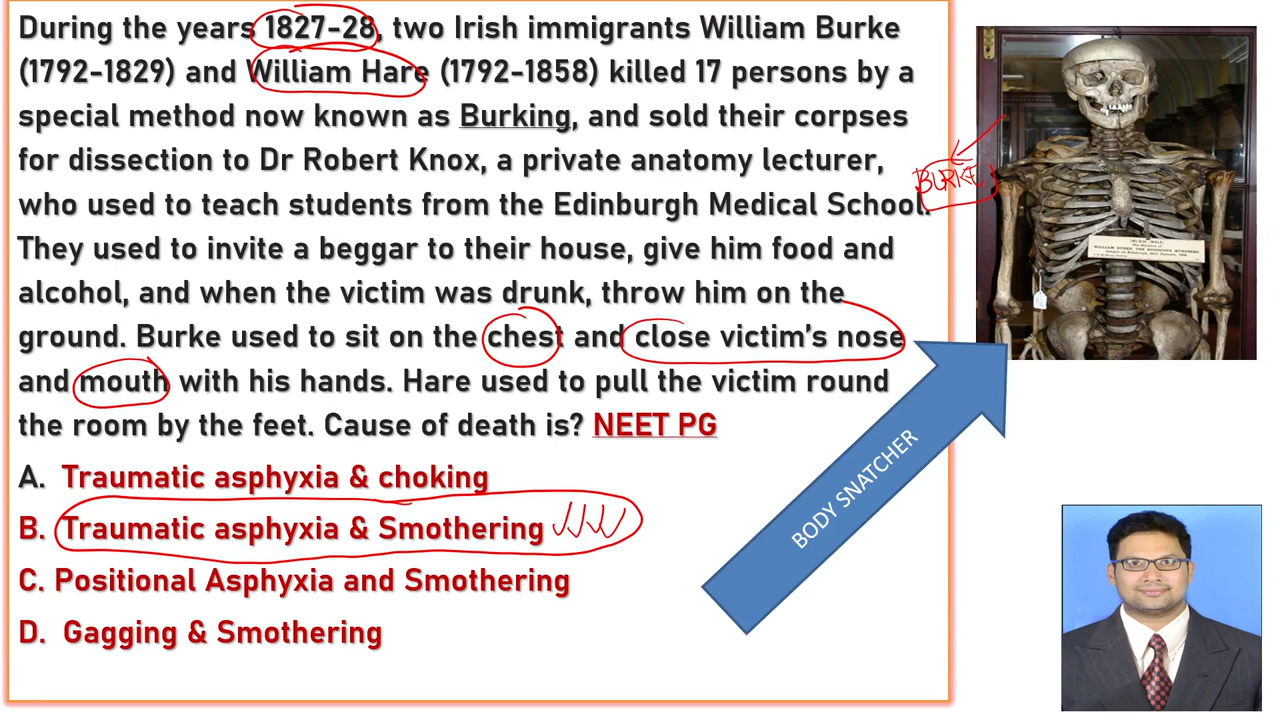 During the years 1827-28, two Irish immigrants William Burke
(1792-1829) and William Hare (1792-1858) killed 17 persons by a
special method now known as Burking, and sold their corpses
for dissection to Dr Robert Knox, a private anatomy lecturer,
who used to teach students from the Edinburgh Medical School.
They used to invite a beggar to their house, give him food and
alcohol, and when the victim was drunk, throw him on the
ground. Burke used to sit on the chest and close victim's nose
and mouth with his hands. Hare used to pull the victim round
the room by the feet. Cause of death is? NEET PG
A. Traumatic asphyxia & choking
B. Traumatic asphyxia & Smothering
C. Positional Asphyxia and Smothering
D. Gagging & Smothering
BURKE
WILLIAM BURKE, THE NOTORIOUS MURDERER
BODY SNATCHER